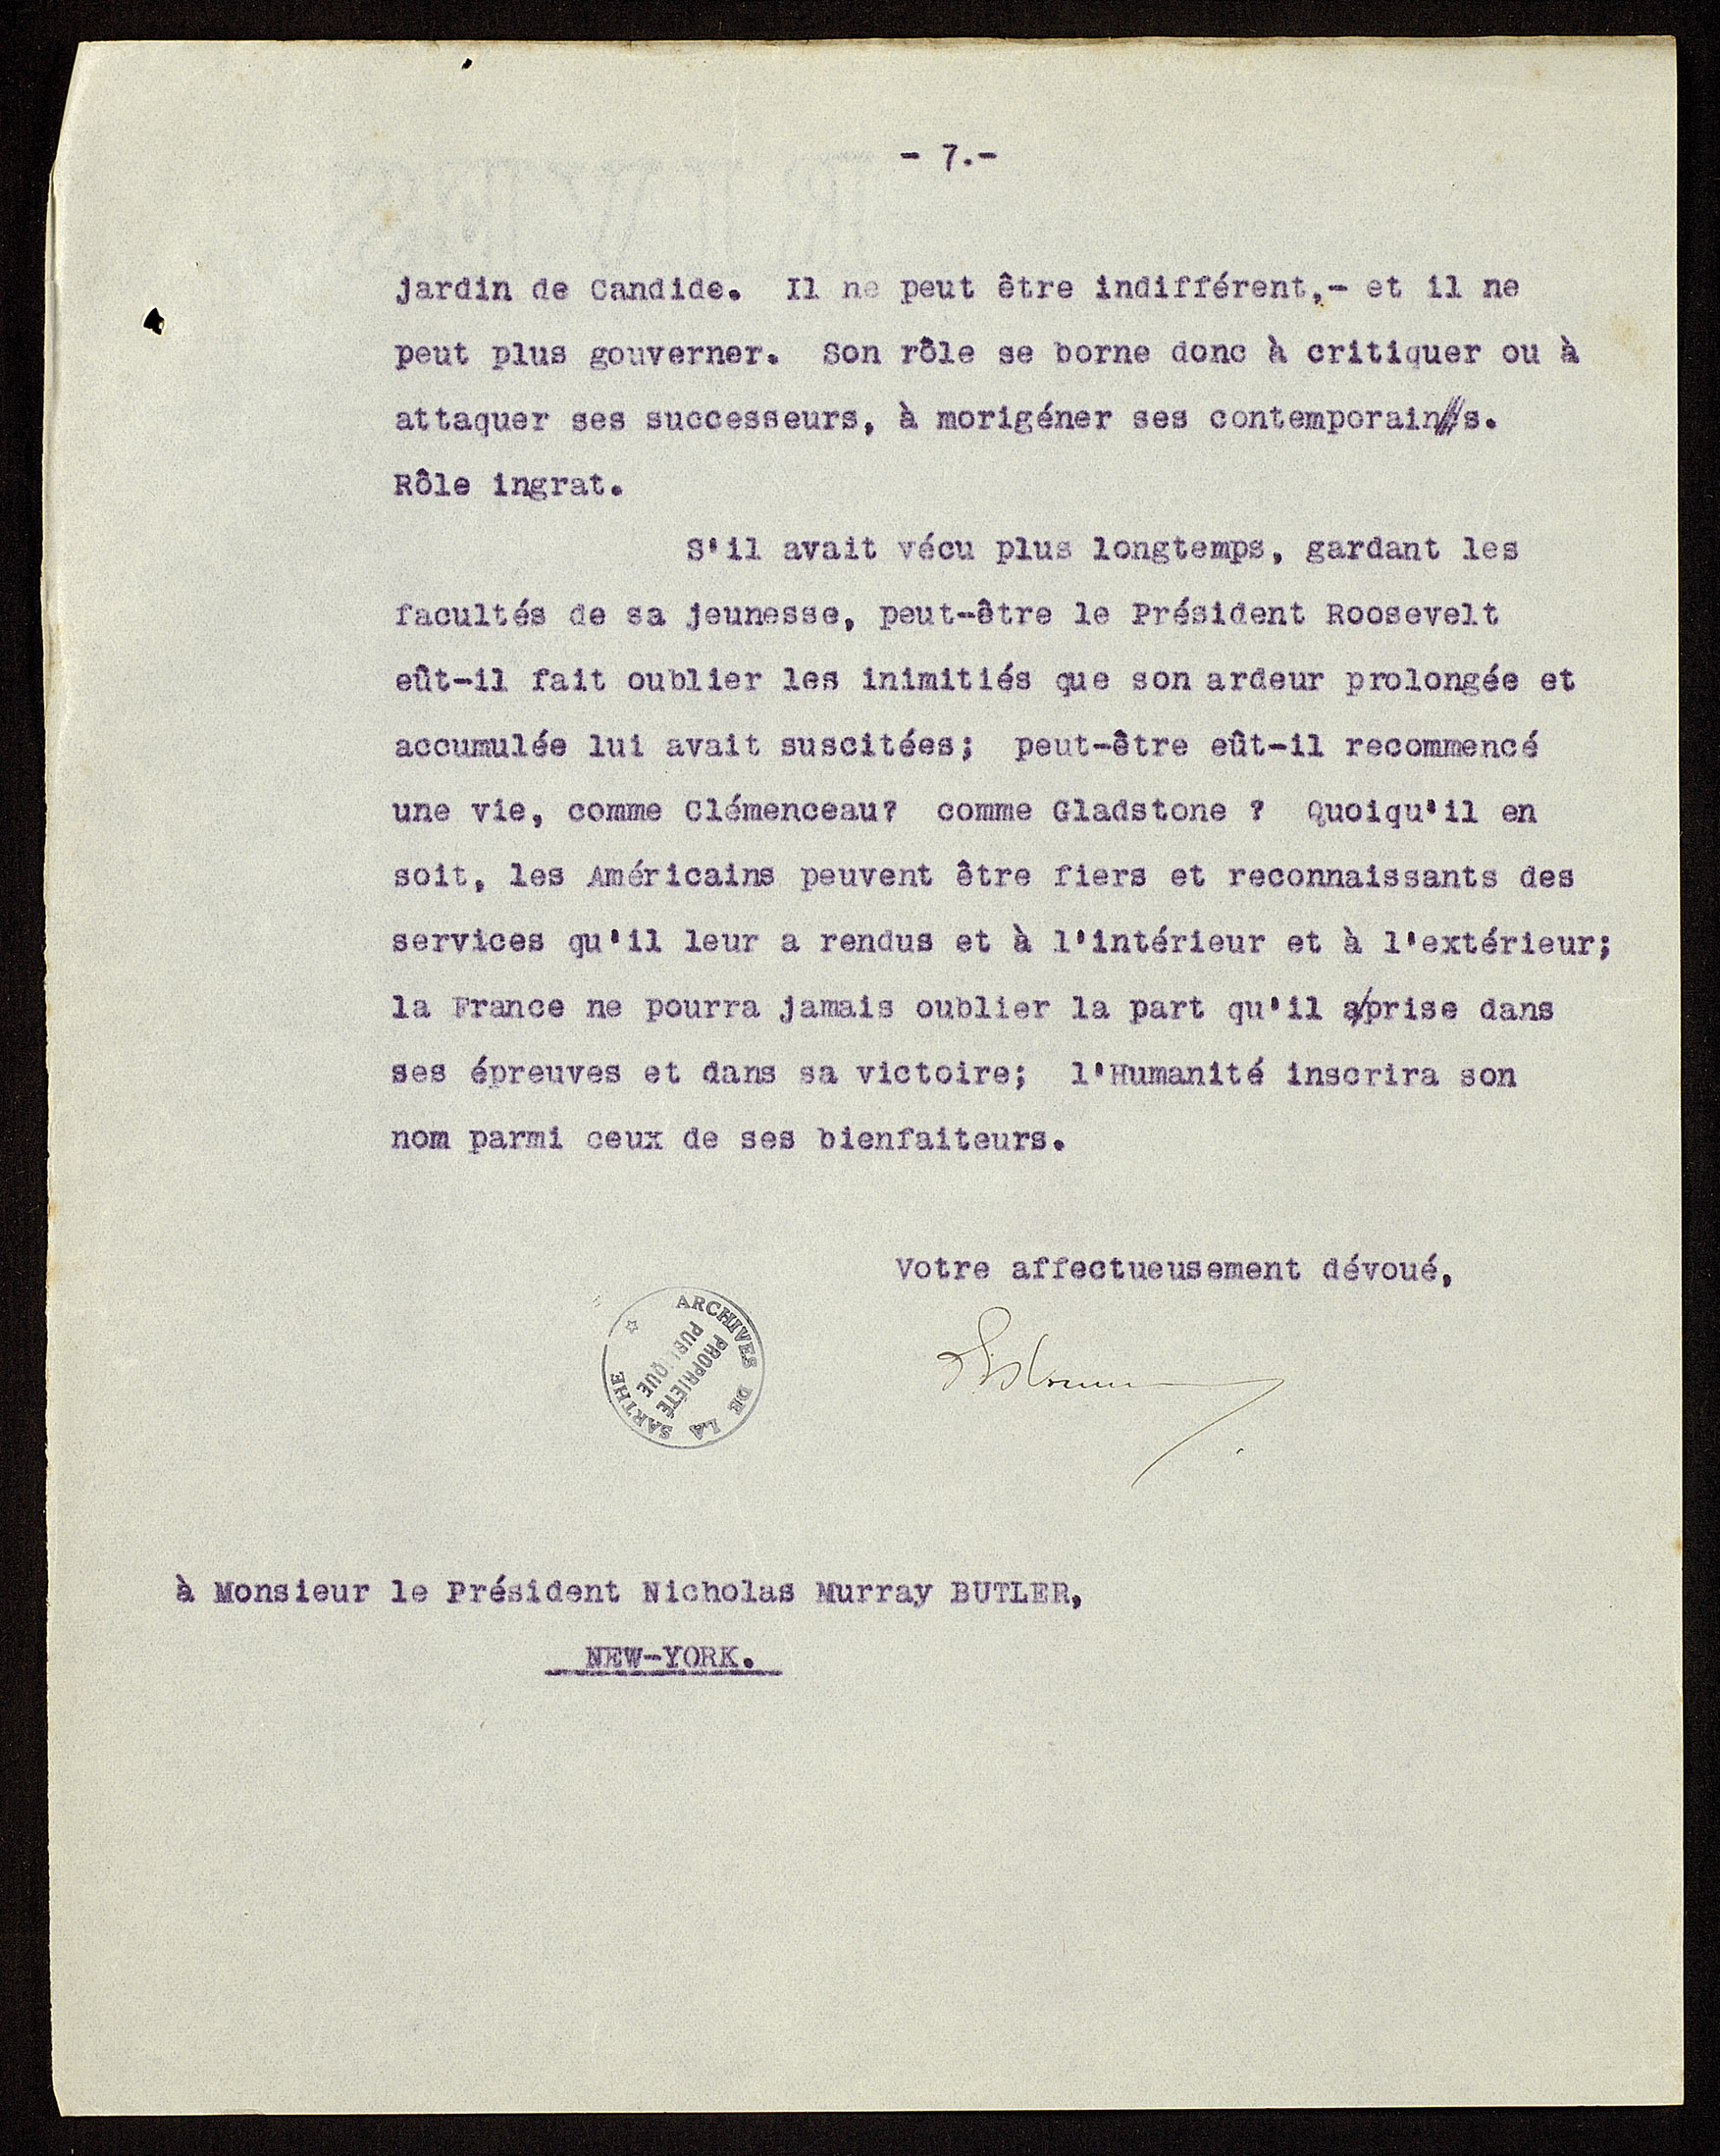 - 7.-
jardin de Candide. Il ne peut être indifférent,- et il ne
peut plus gouverner. Son rôle se borne donc à critiquer ou à
attaquer ses successeurs, à morigéner ses contemporains.
Rôle ingrat.
S'il avait vécu plus longtemps, gardant les
facultés de sa jeunesse, peut-être le Président Roosevelt
eût-il fait oublier les inimitiés que son ardeur prolongée et
accumulée lui avait suscitées; peut-être eût-il recommencé
une vie, comme Clémenceau? comme Gladstone ? Quoiqu'il en
soit, les Américains peuvent être fiers et reconnaissants des
services qu'il leur a rendus et à l'intérieur et à l'extérieur;
la France ne pourra jamais oublier la part qu'il a/prise dans
ses épreuves et dans sa victoire; l'Humanité inscrira son
nom parmi ceux de ses bienfaiteurs.
Votre affectueusement dévoué,
ARCHIVES DE LA SARTHE
PROPRIÉTÉ
PUBLIQUE
à Monsieur le Président Nicholas Murray BUTLER,
NEW-YORK.